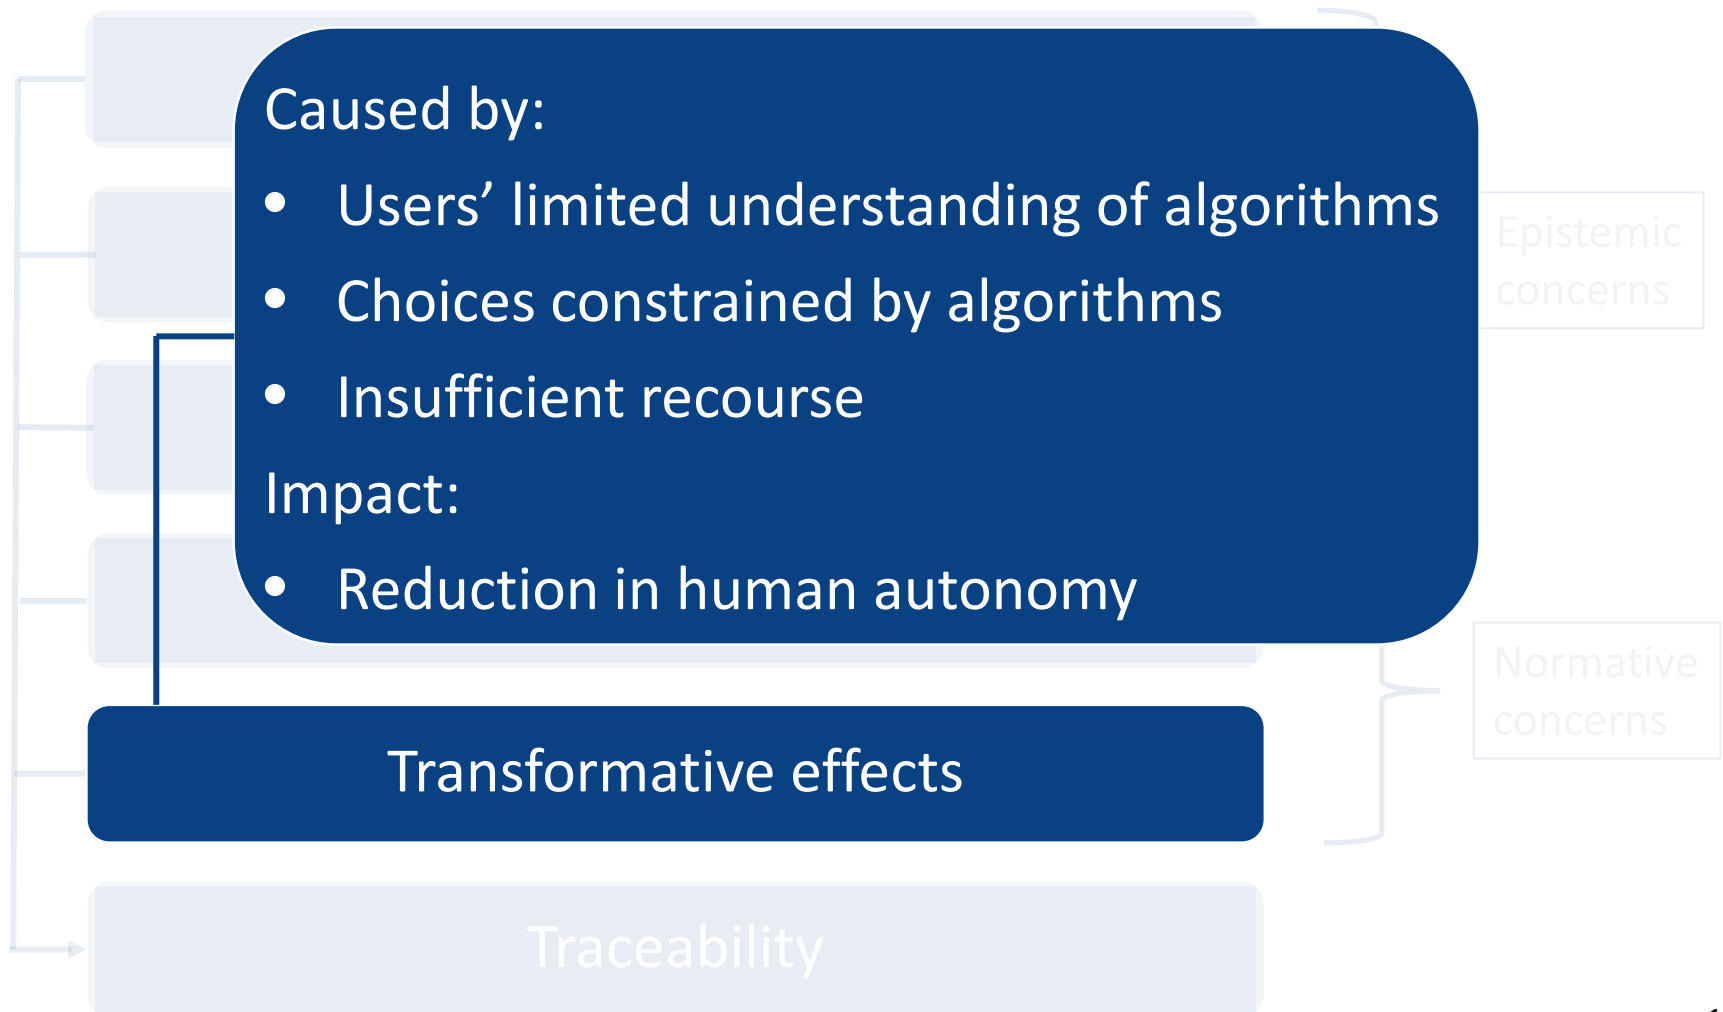 Caused by:
• Users’ limited understanding of algorithms
• Choices constrained by algorithms
• Insufficient recourse
Impact:
• Reduction in human autonomy
Epistemic
concerns
Normative
concerns
Transformative effects
Traceability